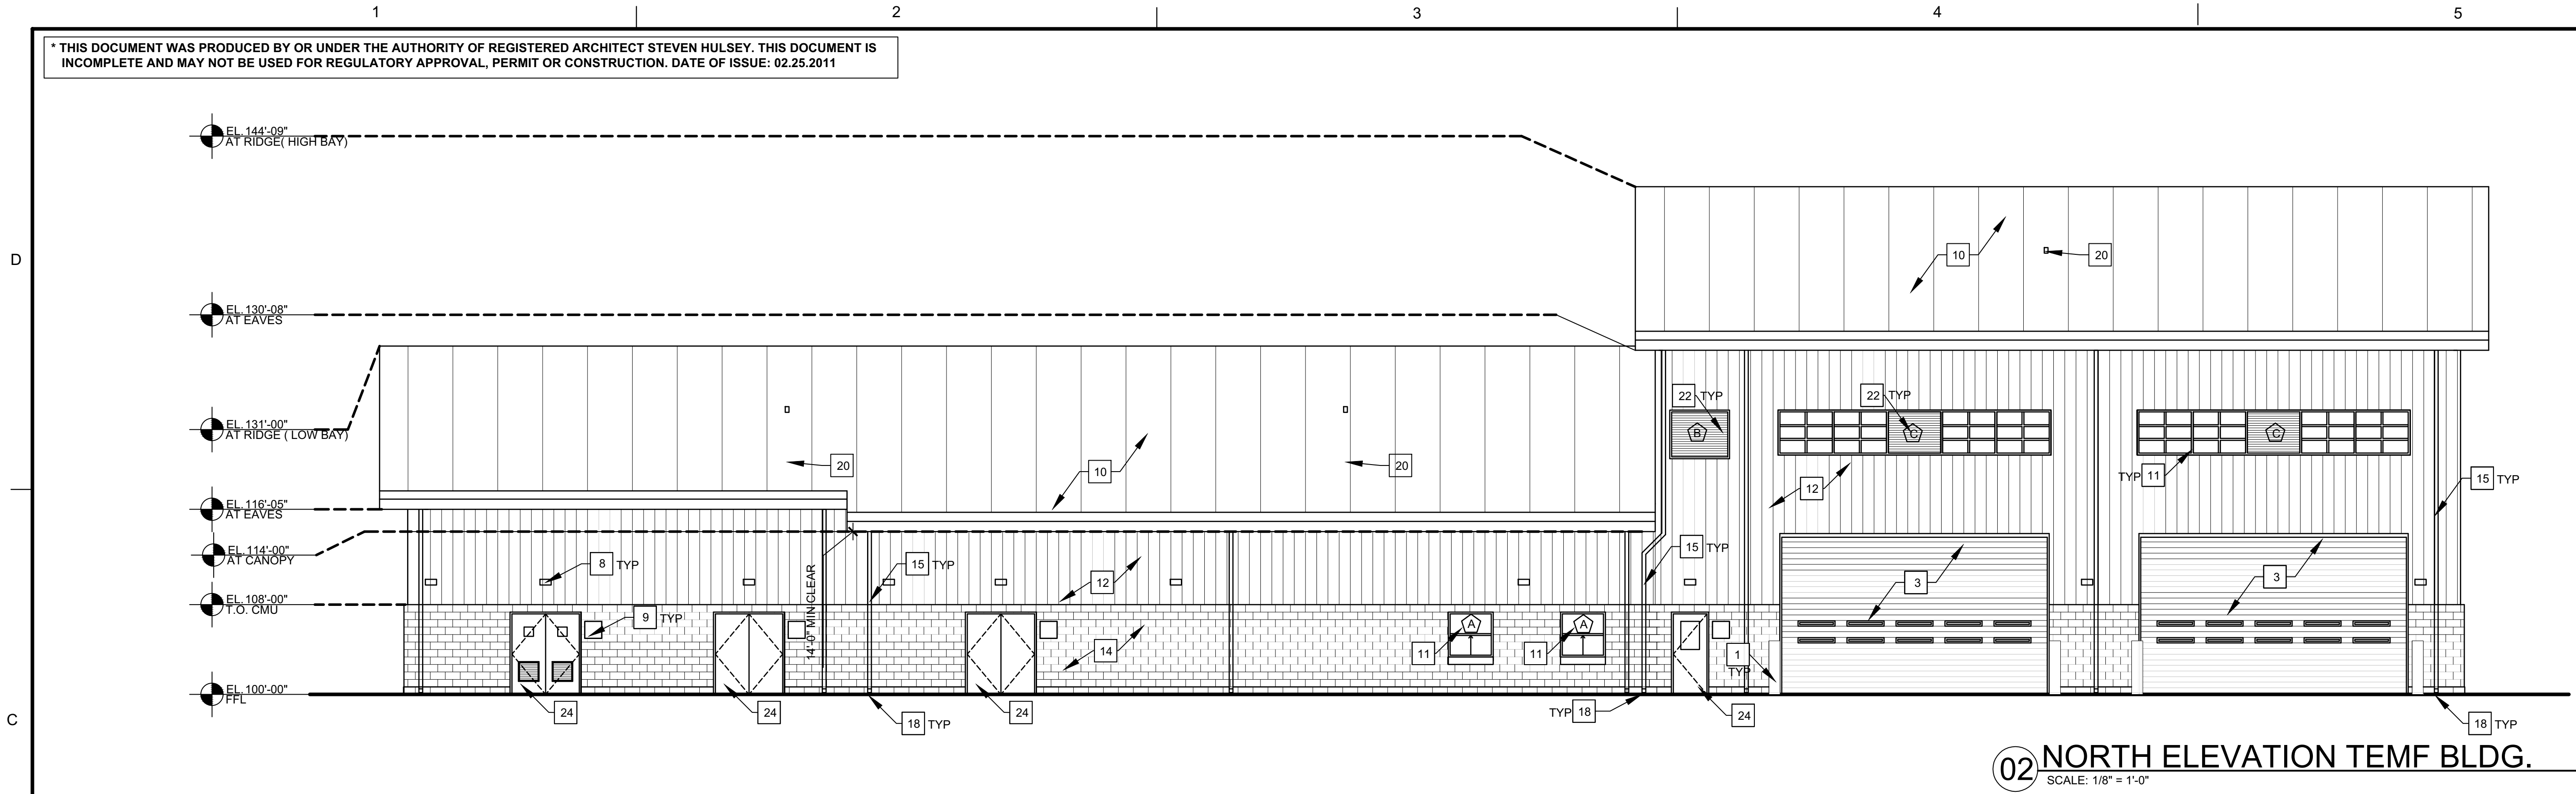 1
2
3
4
5
* THIS DOCUMENT WAS PRODUCED BY OR UNDER THE AUTHORITY OF REGISTERED ARCHITECT STEVEN HULSEY. THIS DOCUMENT IS
INCOMPLETE AND MAY NOT BE USED FOR REGULATORY APPROVAL, PERMIT OR CONSTRUCTION. DATE OF ISSUE: 02.25.2011
EL. 144'-09"
AT RIDGE( HIGH BAY)
D
10
20
EL. 130'-08"
AT EAVES
22 TYP
22 TYP
EL. 131'-00"
AT RIDGE ( LOW BAY)
B
C
C
20
10
20
12
TYP 11
15 TYP
EL. 116'-05"
AT EAVES
EL. 114'-00"
AT CANOPY
8 TYP
15 TYP
12
15 TYP
3
3
14'-0" MIN CLEAR
EL. 108'-00"
T.O. CMU
9 TYP
14
A
A
11
11
1
TYP
EL. 100'-00"
FFL
24
24
18 TYP
24
TYP 18
24
18 TYP
C
02 NORTH ELEVATION TEMF BLDG.
SCALE: 1/8" = 1'-0"